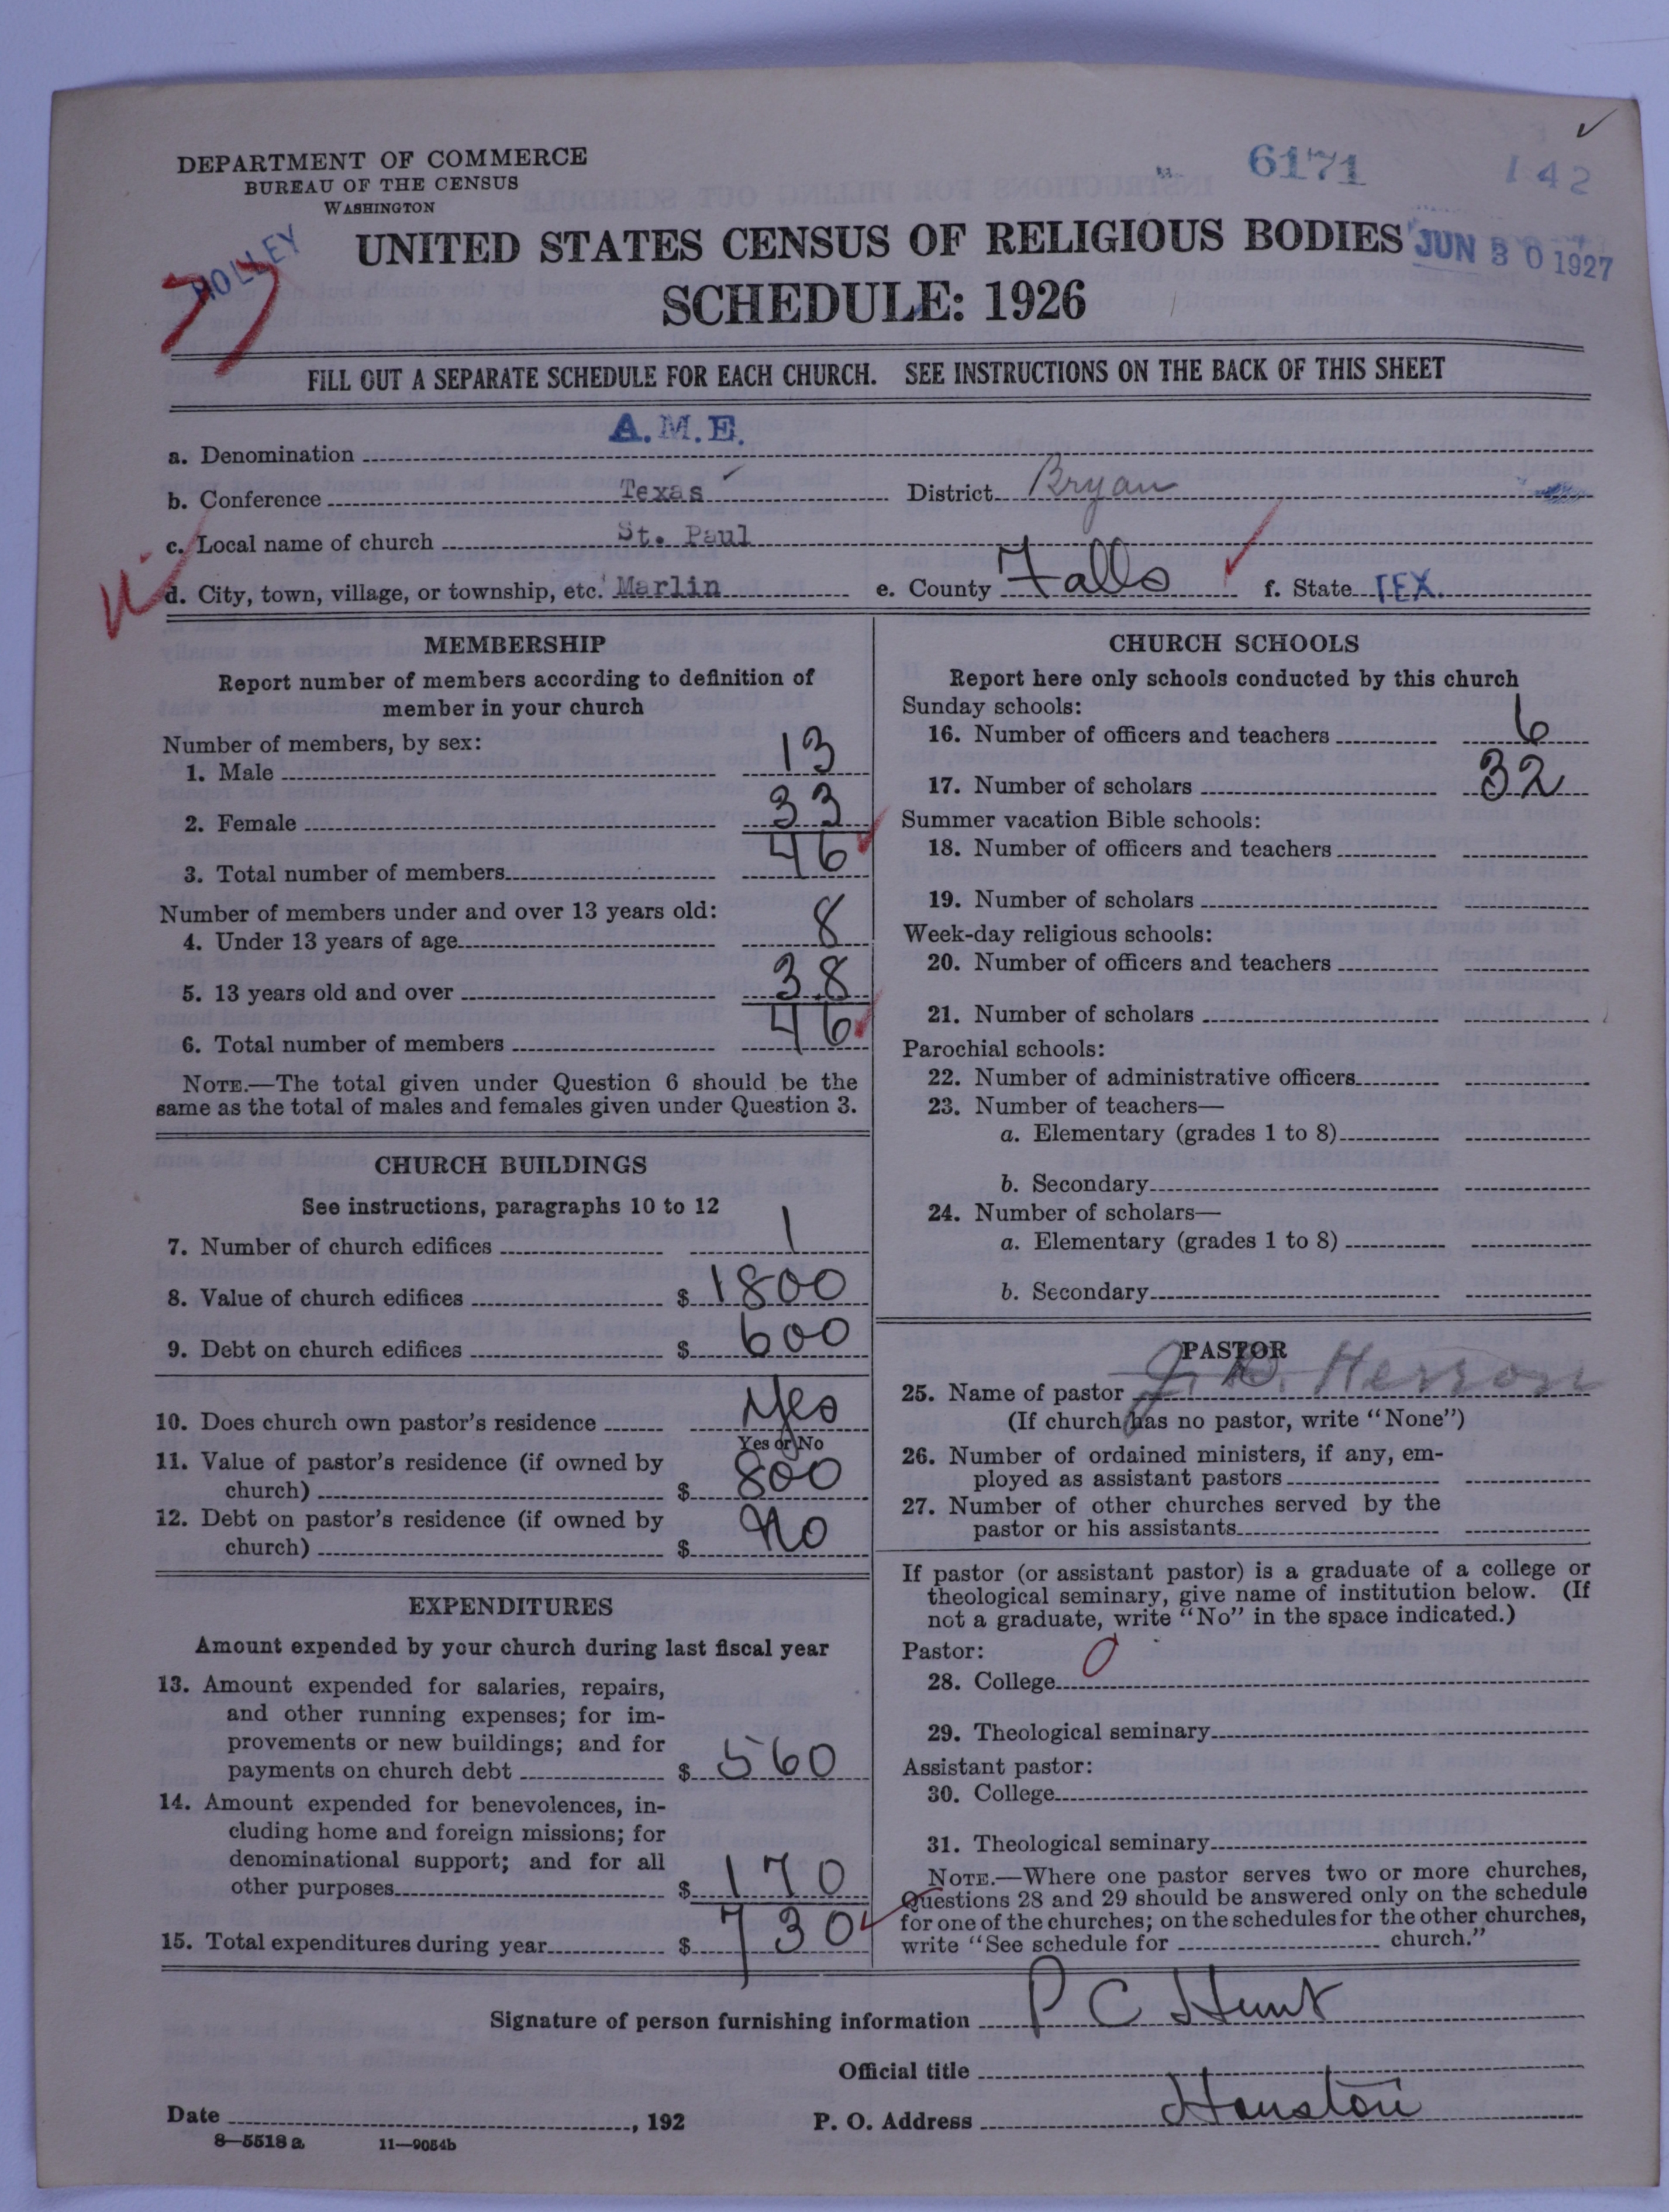 DEPARTMENT OF COMMERCE
BUREAU OF THE CENSUS
WASHINGTON
6171
142
HOLLEY
77
UNITED STATES CENSUS OF RELIGIOUS BODIES
JUN 30 1927
SCHEDULE: 1926
FILL OUT A SEPARATE SCHEDULE FOR EACH CHURCH. SEE INSTRUCTIONS ON THE BACK OF THIS SHEET
a. Denomination A.M.E.
b. Conference Texas District Bryan
c. Local name of church St. Paul
d. City, town, village, or township, etc. Marlin e. County Falls f. State TEX.
MEMBERSHIP
Report number of members according to definition of
member in your church
Number of members, by sex:
1. Male 13
2. Female 33
3. Total number of members 46
Number of members under and over 13 years old:
4. Under 13 years of age 8
5. 13 years old and over 38
6. Total number of members 46
NOTE.—The total given under Question 6 should be the
same as the total of males and females given under Question 3.
CHURCH BUILDINGS
See instructions, paragraphs 10 to 12
7. Number of church edifices 1
8. Value of church edifices $ 1800
9. Debt on church edifices $ 600
10. Does church own pastor's residence Yes
Yes or No
11. Value of pastor's residence (if owned by
church) $ 800
12. Debt on pastor's residence (if owned by
church) $ No
EXPENDITURES
Amount expended by your church during last fiscal year
13. Amount expended for salaries, repairs,
and other running expenses; for im-
provements or new buildings; and for
payments on church debt $ 560
14. Amount expended for benevolences, in-
cluding home and foreign missions; for
denominational support; and for all
other purposes $ 170
15. Total expenditures during year $ 730
CHURCH SCHOOLS
Report here only schools conducted by this church
Sunday schools:
16. Number of officers and teachers 6
17. Number of scholars 32
Summer vacation Bible schools:
18. Number of officers and teachers
19. Number of scholars
Week-day religious schools:
20. Number of officers and teachers
21. Number of scholars
Parochial schools:
22. Number of administrative officers
23. Number of teachers—
a. Elementary (grades 1 to 8)
b. Secondary
24. Number of scholars—
a. Elementary (grades 1 to 8)
b. Secondary
PASTOR
25. Name of pastor J. D. Herron
(If church has no pastor, write "None")
26. Number of ordained ministers, if any, em-
ployed as assistant pastors
27. Number of other churches served by the
pastor or his assistants
If pastor (or assistant pastor) is a graduate of a college or
theological seminary, give name of institution below. (If
not a graduate, write "No" in the space indicated.)
Pastor:
28. College 0
29. Theological seminary
Assistant pastor:
30. College
31. Theological seminary
NOTE.—Where one pastor serves two or more churches,
Questions 28 and 29 should be answered only on the schedule
for one of the churches; on the schedules for the other churches,
write "See schedule for church."
Signature of person furnishing information P C Hunt
Official title
Date , 192 P. O. Address Houston
8—5518 a 11—9054b